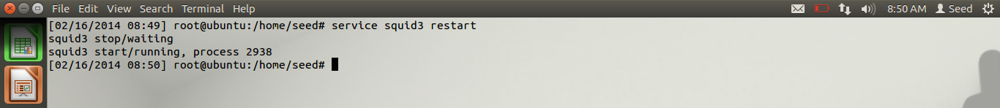 File Edit View Search Terminal Help 8:50 AM Seed
[02/16/2014 08:49] root@ubuntu:/home/seed# service squid3 restart
squid3 stop/waiting
squid3 start/running, process 2938
[02/16/2014 08:50] root@ubuntu:/home/seed#